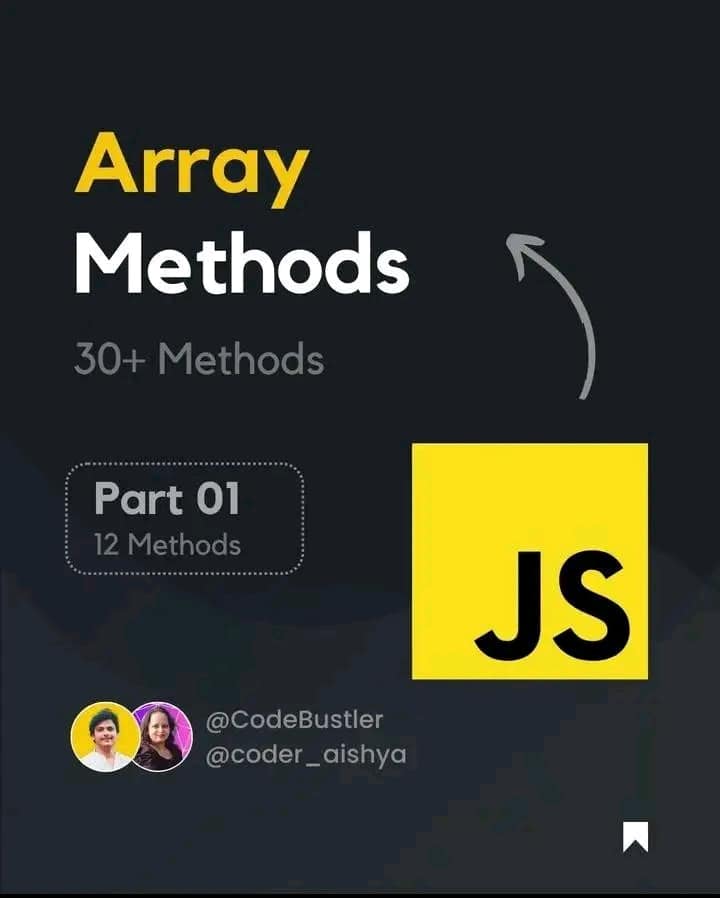 Array
Methods
30+ Methods
Part 01
12 Methods
JS
@CodeBustler
@coder_aishya